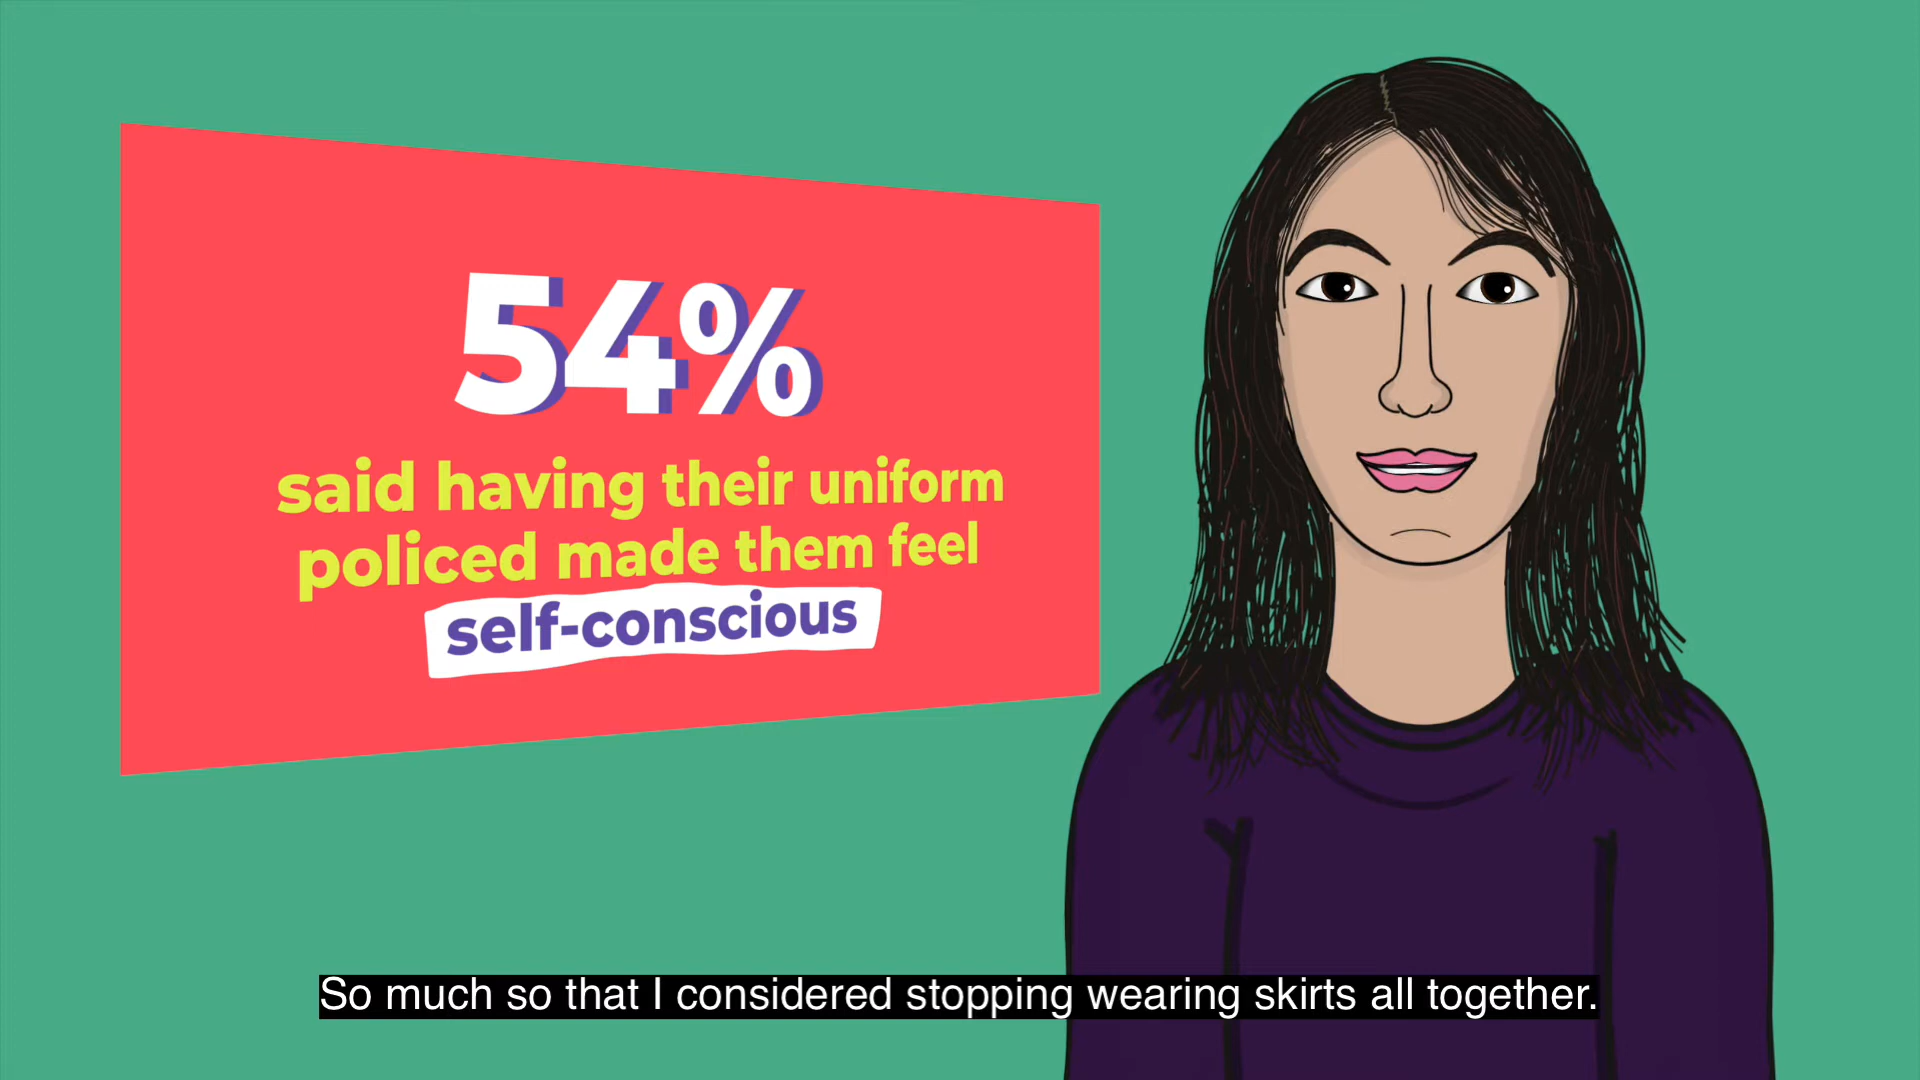 54%
said having their uniform
policed made them feel
self-conscious
So much so that I considered stopping wearing skirts all together.